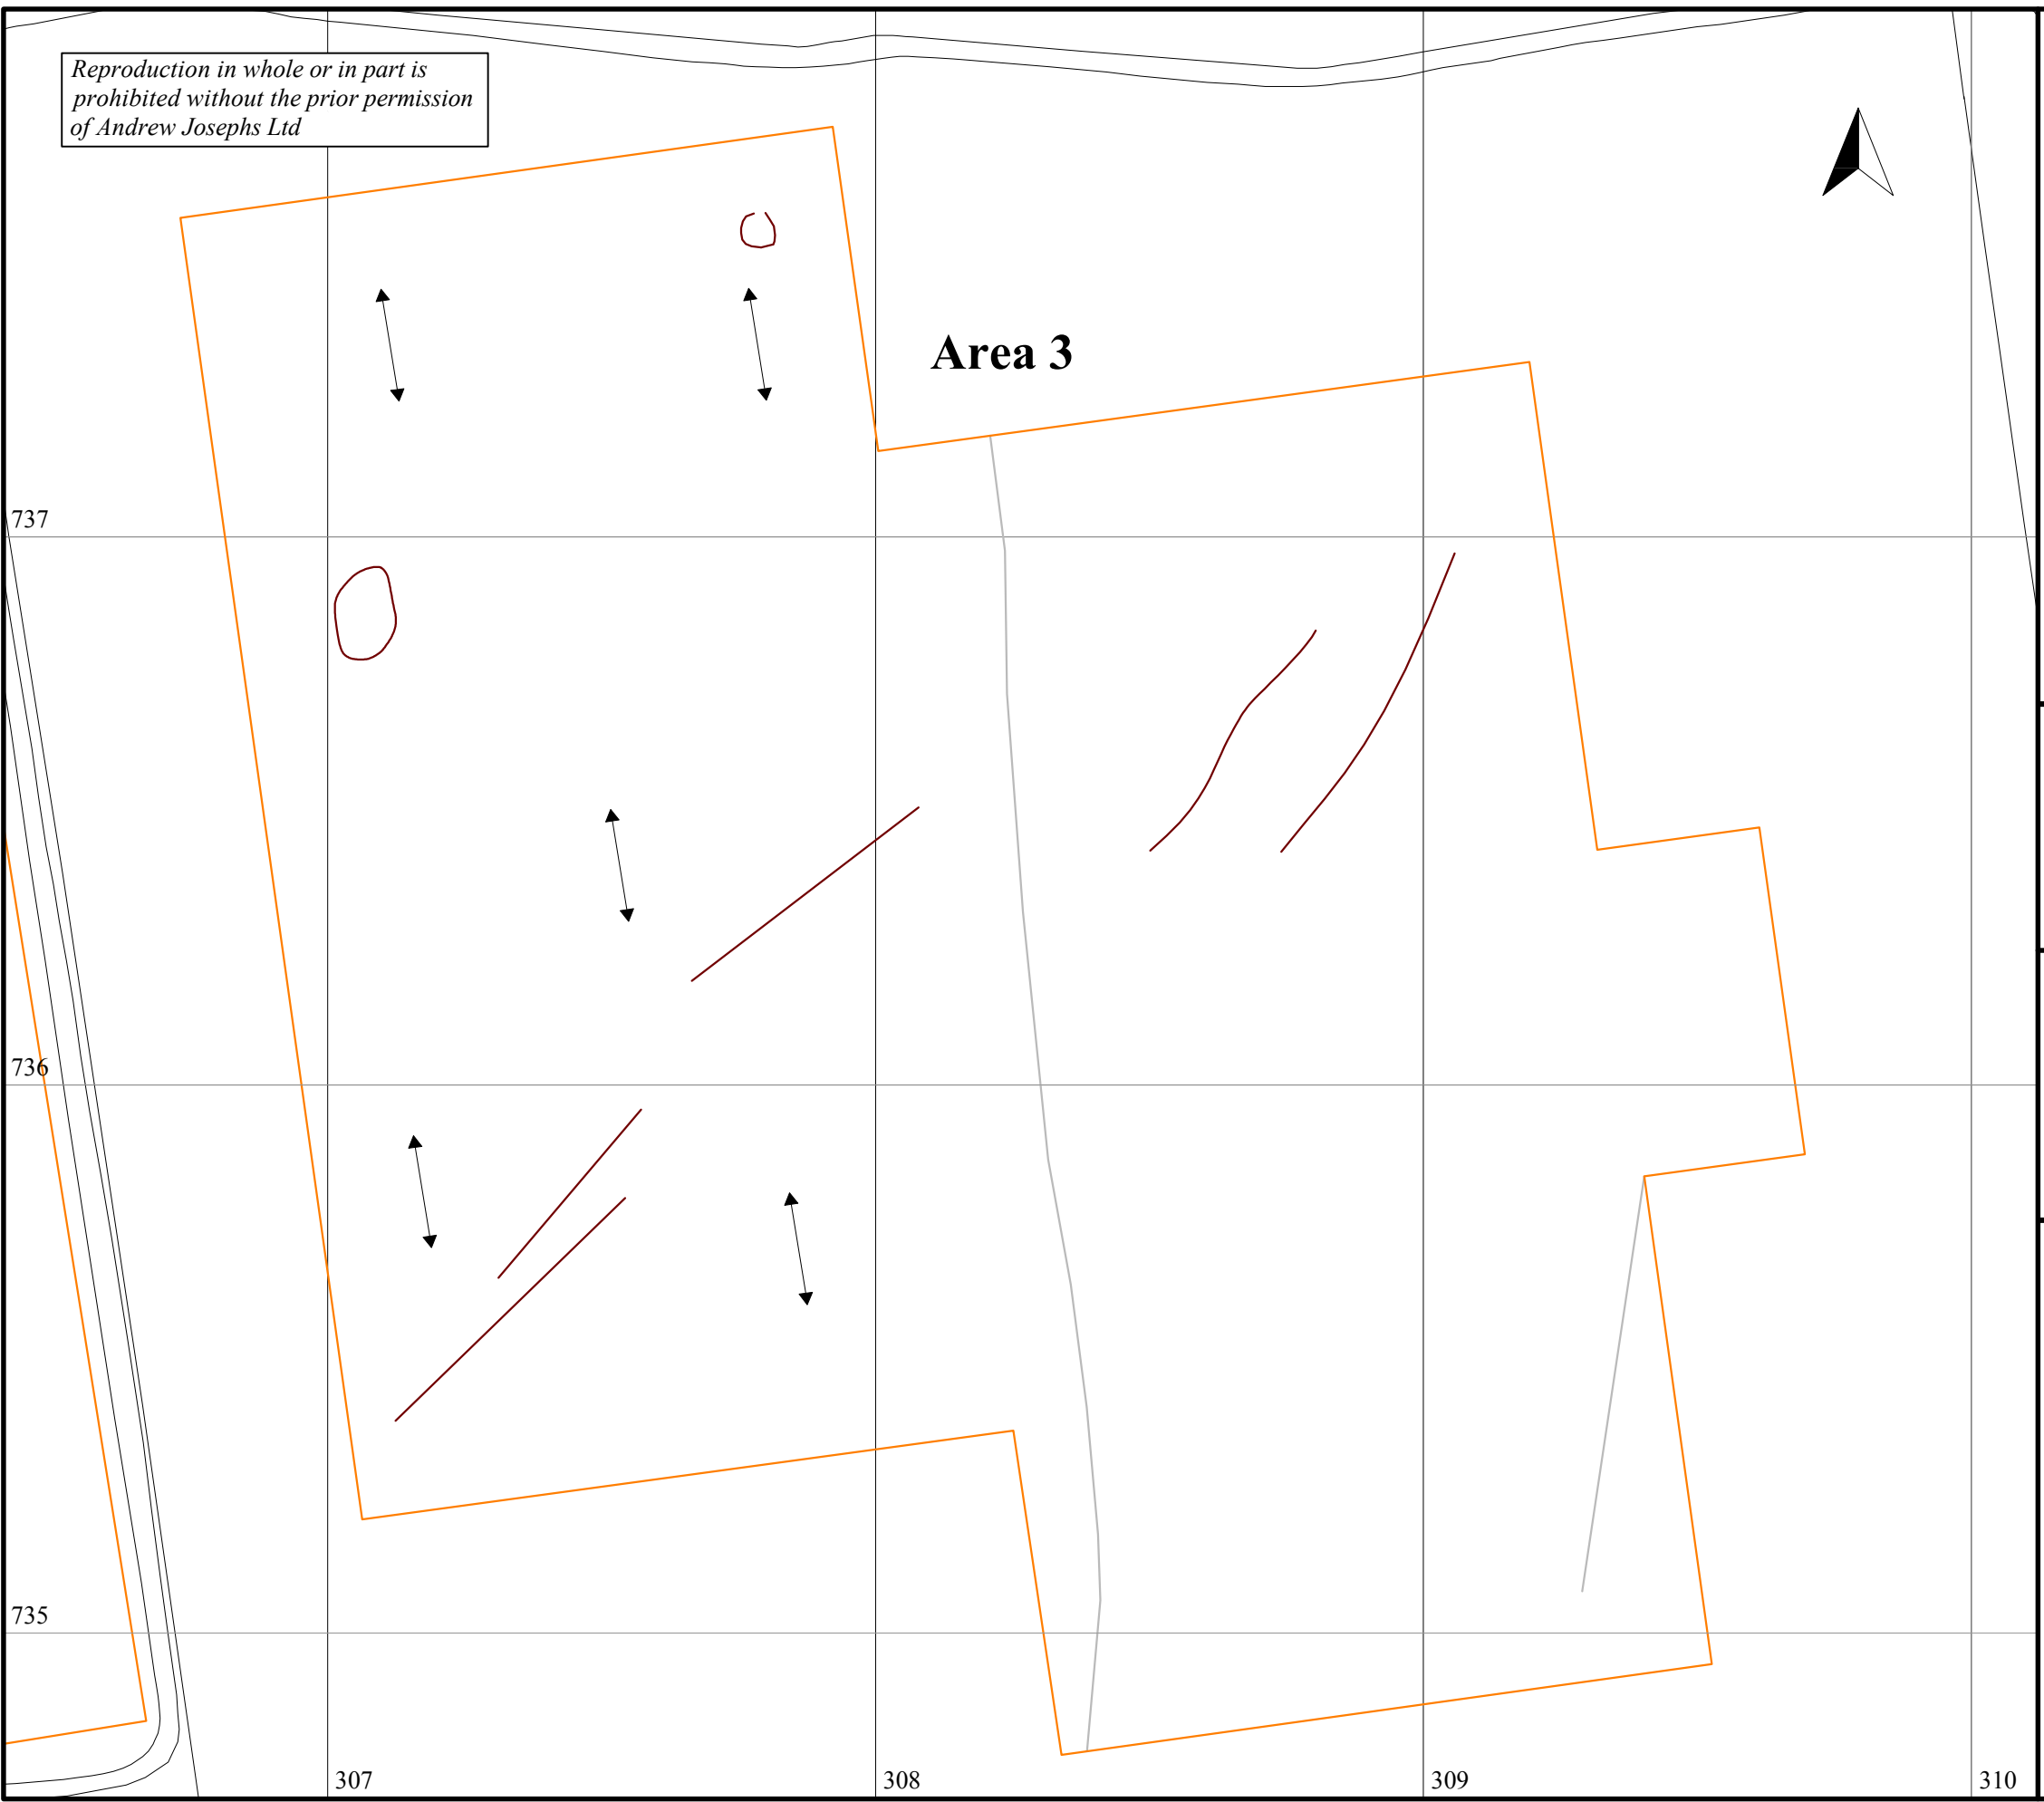 Reproduction in whole or in part is
prohibited without the prior permission
of Andrew Josephs Ltd
Area 3
737
736
735
307
308
309
310